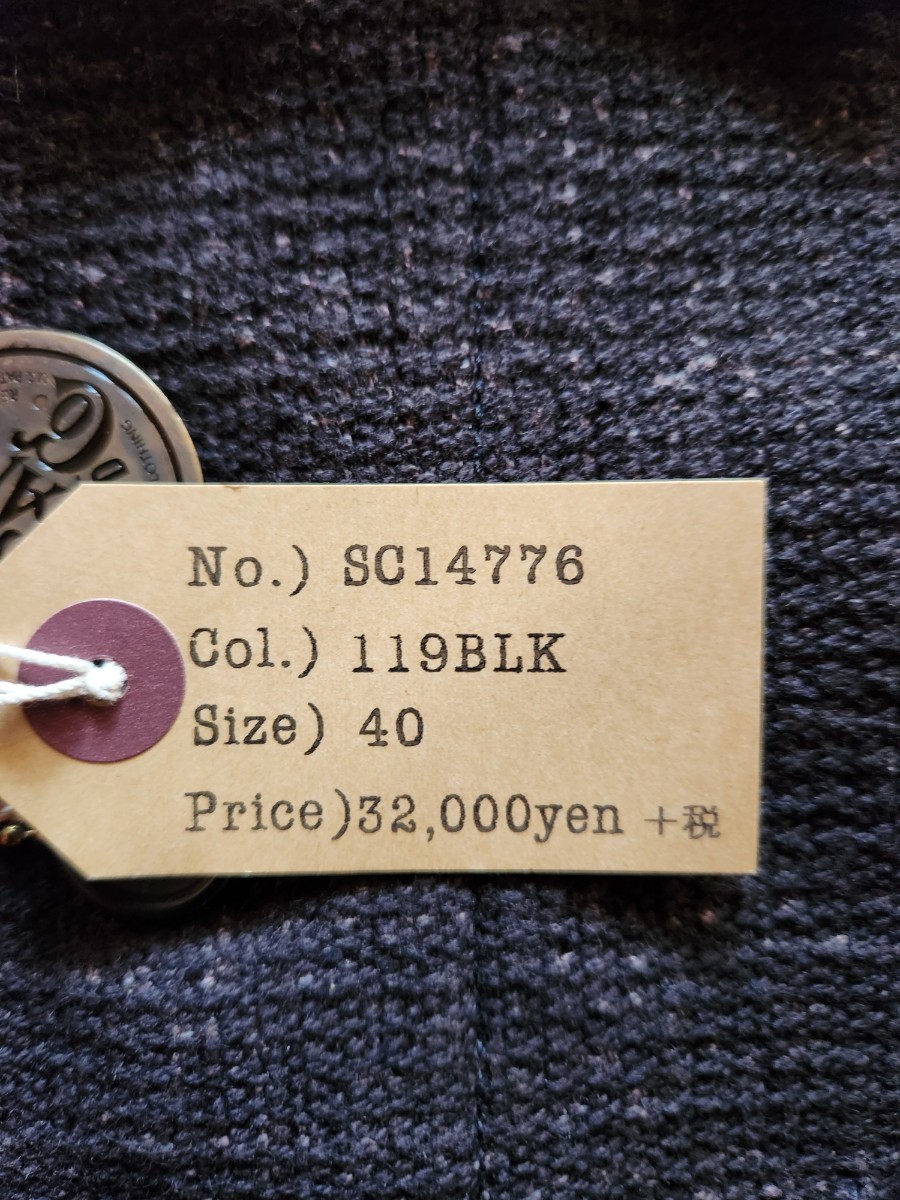 No.) SC14776
Col.) 119BLK
Size) 40
Price)32,000yen +税